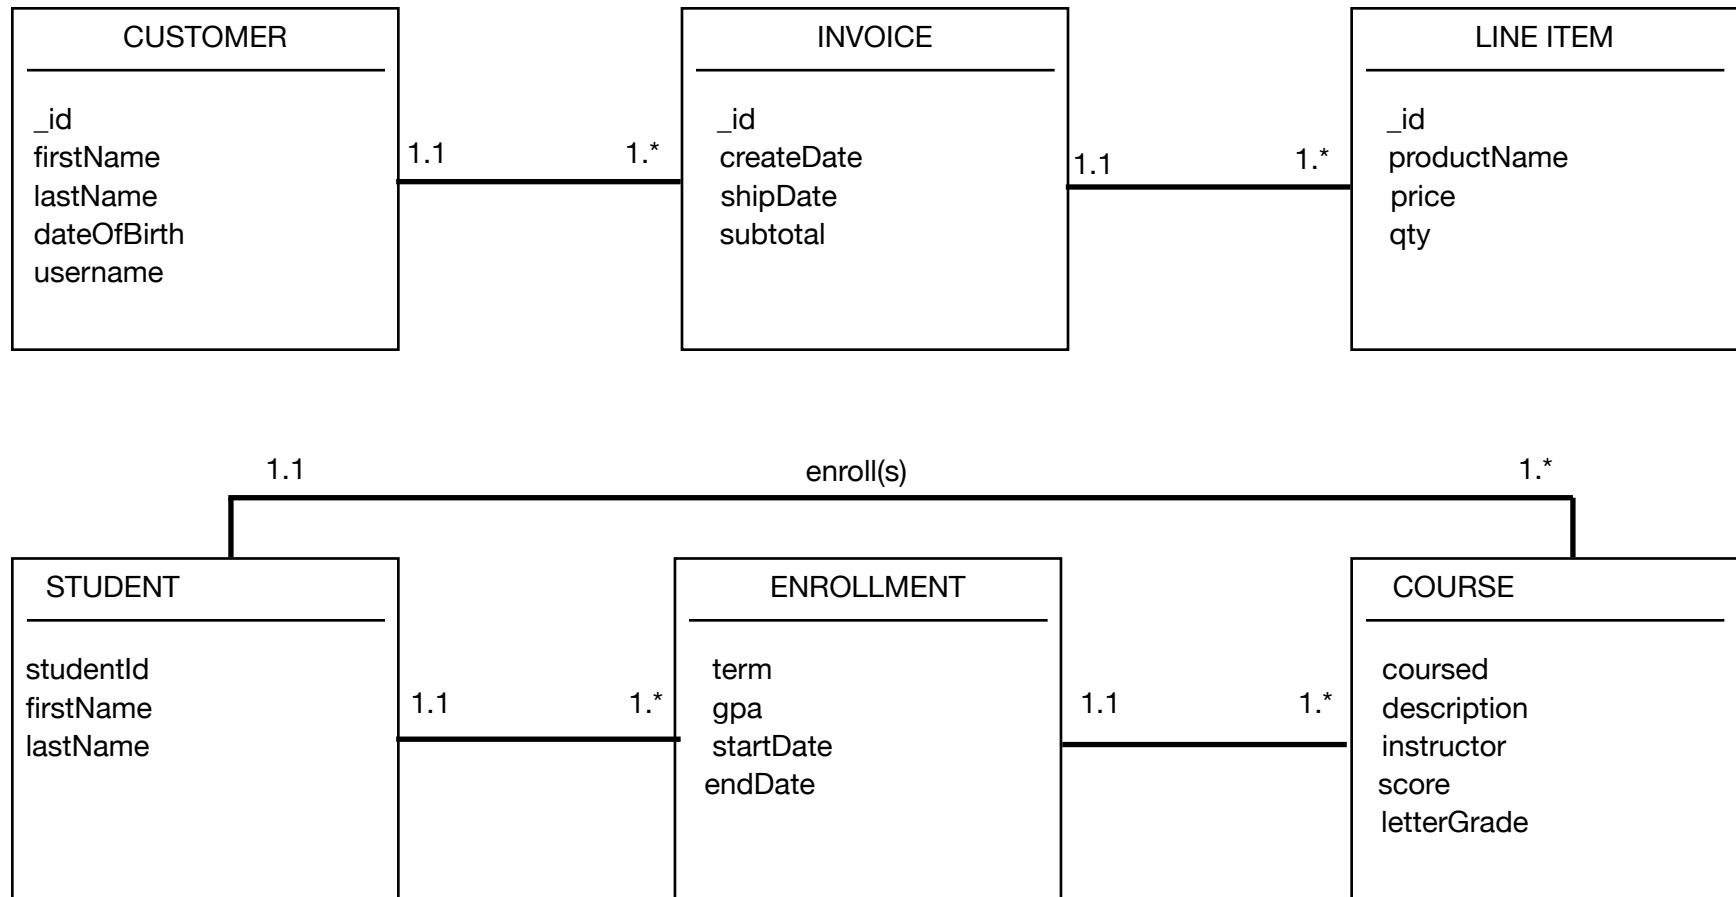 CUSTOMER
_id
firstName
lastName
dateOfBirth
username
1.1
1.*
INVOICE
_id
createDate
shipDate
subtotal
1.1
1.*
LINE ITEM
_id
productName
price
qty
1.1
enroll(s)
1.*
STUDENT
studentId
firstName
lastName
1.1
1.*
ENROLLMENT
term
gpa
startDate
endDate
1.1
1.*
COURSE
coursed
description
instructor
score
letterGrade